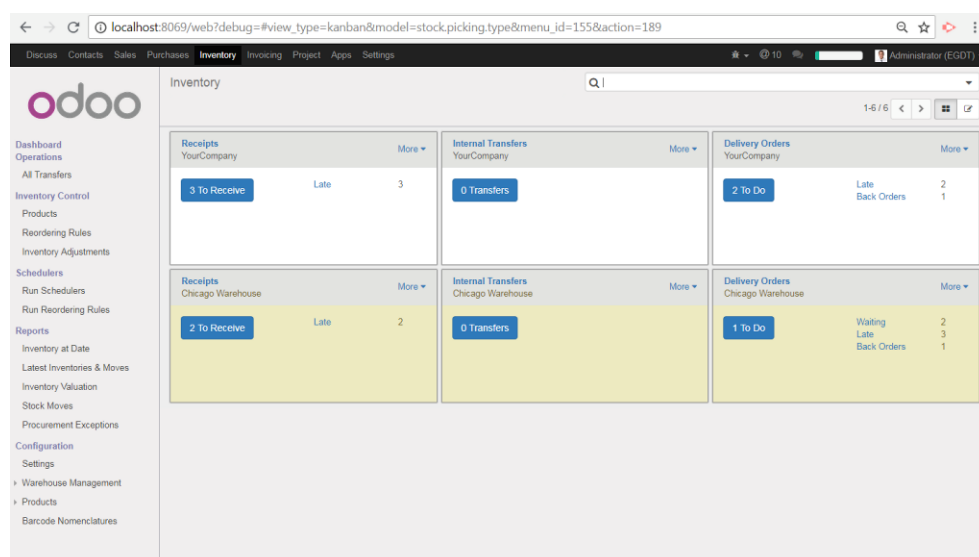 localhost:8069/web?debug=#view_type=kanban&model=stock.picking.type&menu_id=155&action=189
Discuss Contacts Sales Purchases Inventory Invoicing Project Apps Settings @ 10 Administrator (EGDT)
odoo
Inventory
1-6 / 6
Dashboard
Operations
All Transfers
Inventory Control
Products
Reordering Rules
Inventory Adjustments
Schedulers
Run Schedulers
Run Reordering Rules
Reports
Inventory at Date
Latest Inventories & Moves
Inventory Valuation
Stock Moves
Procurement Exceptions
Configuration
Settings
Warehouse Management
Products
Barcode Nomenclatures
Receipts More
YourCompany
3 To Receive Late 3
Internal Transfers More
YourCompany
0 Transfers
Delivery Orders More
YourCompany
2 To Do Late 2
Back Orders 1
Receipts More
Chicago Warehouse
2 To Receive Late 2
Internal Transfers More
Chicago Warehouse
0 Transfers
Delivery Orders More
Chicago Warehouse
1 To Do Waiting 2
Late 3
Back Orders 1